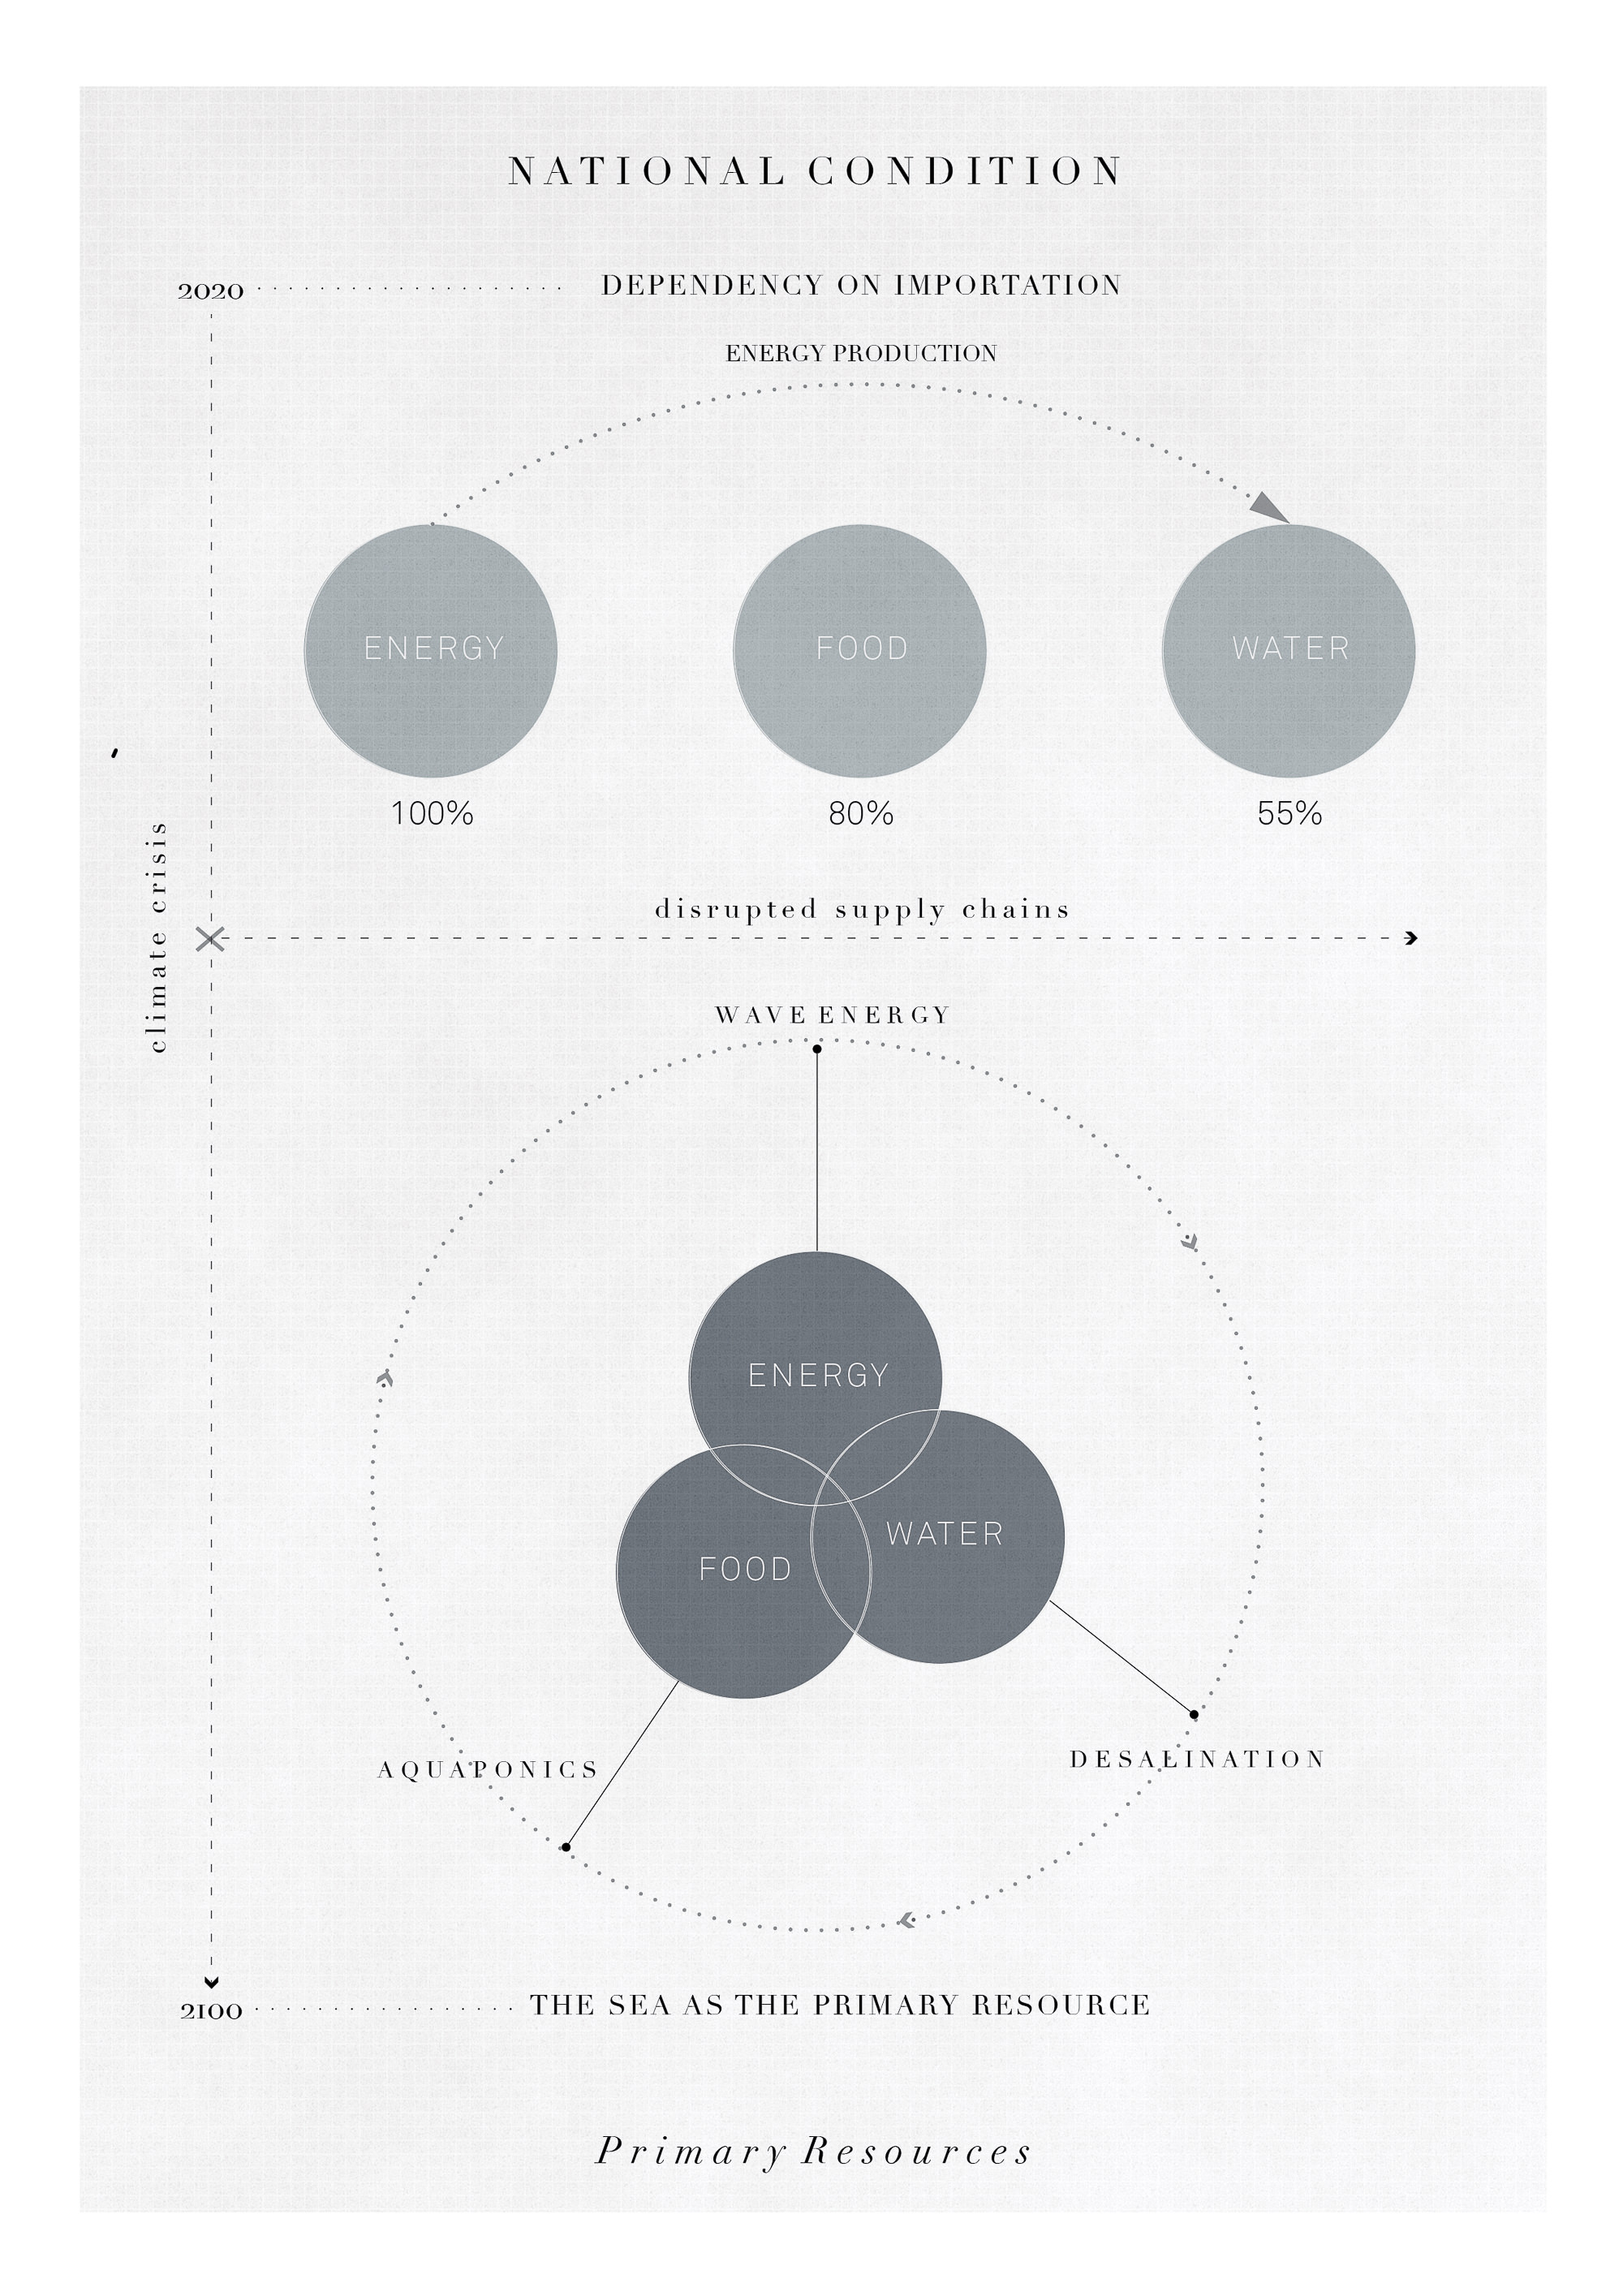 NATIONAL CONDITION
2020
DEPENDENCY ON IMPORTATION
ENERGY PRODUCTION
ENERGY
FOOD
WATER
100%
80%
55%
climate crisis
disrupted supply chains
WAVE ENERGY
ENERGY
WATER
FOOD
AQUAPONICS
DESALINATION
2100
THE SEA AS THE PRIMARY RESOURCE
Primary Resources